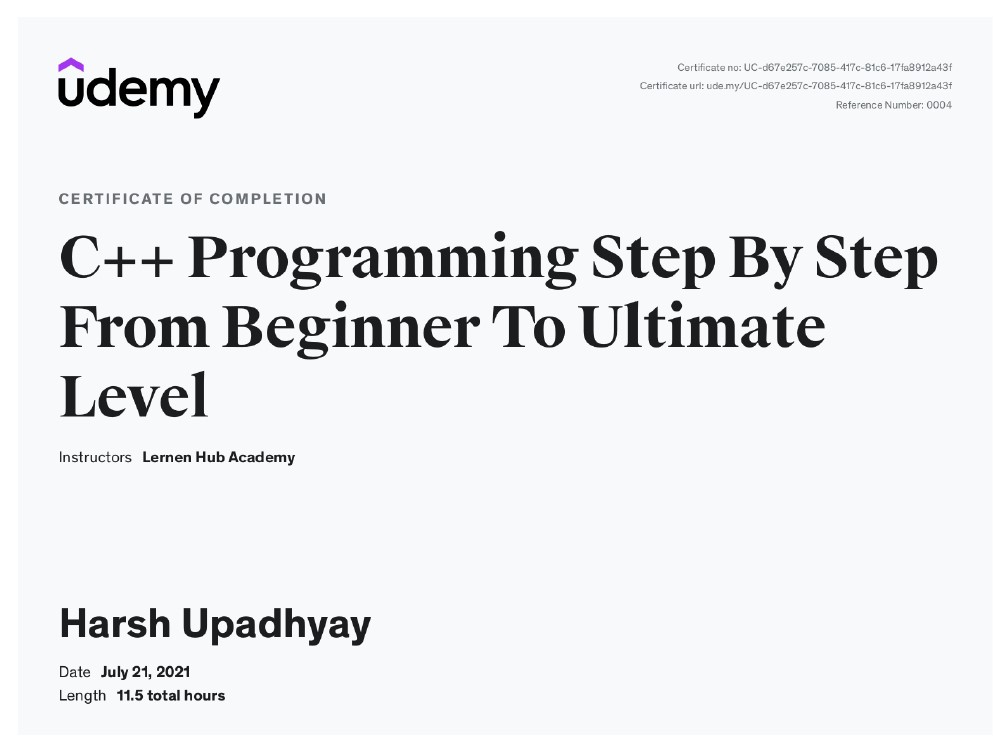 udemy
Certificate no: UC-d67e257c-7085-417c-81c6-17fa8912a43f
Certificate url: ude.my/UC-d67e257c-7085-417c-81c6-17fa8912a43f
Reference Number: 0004
CERTIFICATE OF COMPLETION
C++ Programming Step By Step
From Beginner To Ultimate
Level
Instructors Lernen Hub Academy
Harsh Upadhyay
Date July 21, 2021
Length 11.5 total hours